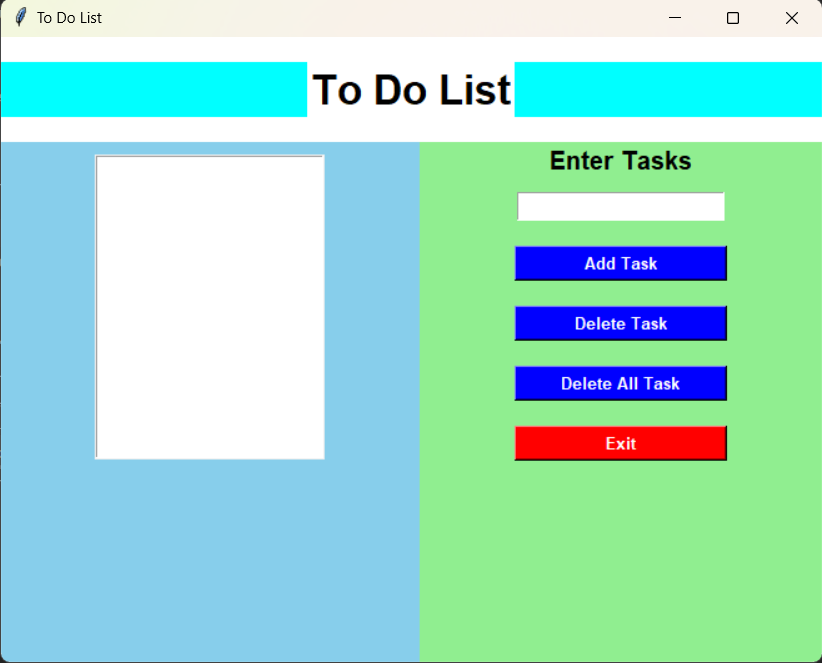 To Do List
To Do List
Enter Tasks
Add Task
Delete Task
Delete All Task
Exit